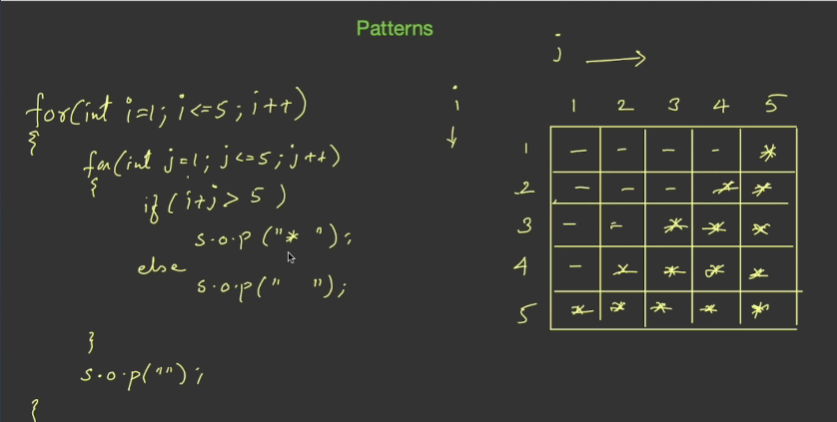 Patterns
j →
for(int i=1; i<=5; i++)
{
for(int j=1; j<=5; j++)
{
if(i+j> 5 )
s.o.p ("* ");
else
s.o.p("  ");
}
s.o.p("");
}
i ↓
1 2 3 4 5
1 - - - - *
2 - - - * *
3 - - * * *
4 - * * * *
5 * * * * *